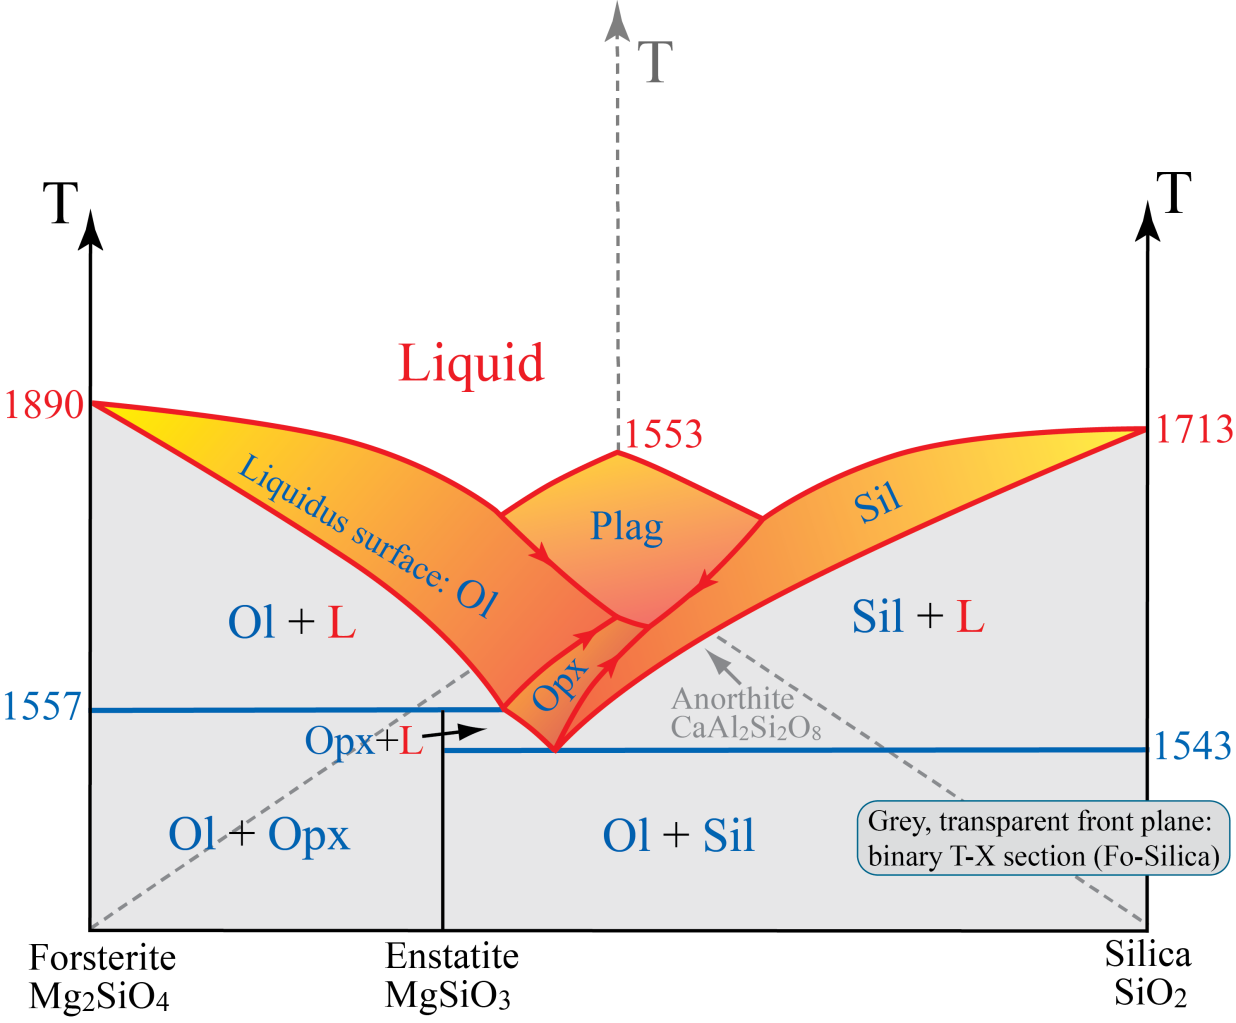 T
T
T
Liquid
1890
1553
1713
Liquidus surface: Ol
Plag
Sil
Ol + L
Sil + L
Opx
Anorthite
CaAl2Si2O8
1557
Opx+L
1543
Ol + Opx
Ol + Sil
Grey, transparent front plane:
binary T-X section (Fo-Silica)
Forsterite
Mg2SiO4
Enstatite
MgSiO3
Silica
SiO2